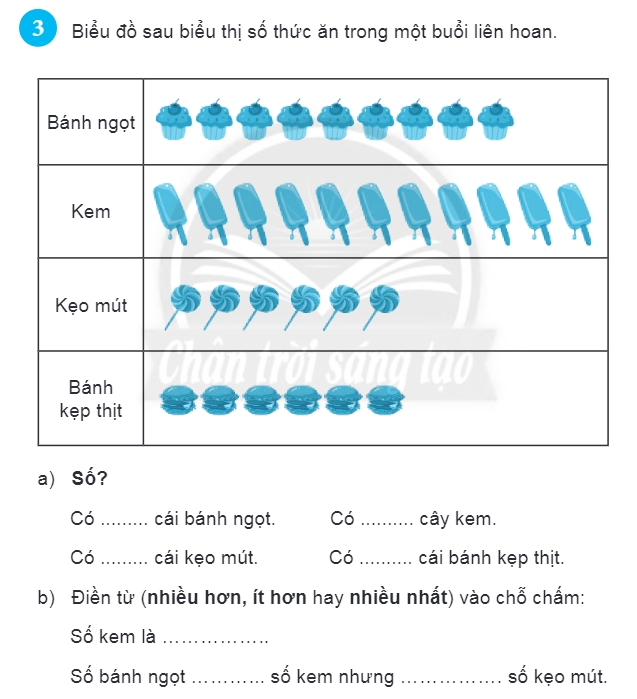 3 Biểu đồ sau biểu thị số thức ăn trong một buổi liên hoan.
Bánh ngọt
Kem
Kẹo mút
Bánh
kẹp thịt
Chân trời sáng tạo
a) Số?
Có ......... cái bánh ngọt. Có .......... cây kem.
Có ......... cái kẹo mút. Có .......... cái bánh kẹp thịt.
b) Điền từ (nhiều hơn, ít hơn hay nhiều nhất) vào chỗ chấm:
Số kem là ……………..
Số bánh ngọt ………... số kem nhưng ……………. số kẹo mút.